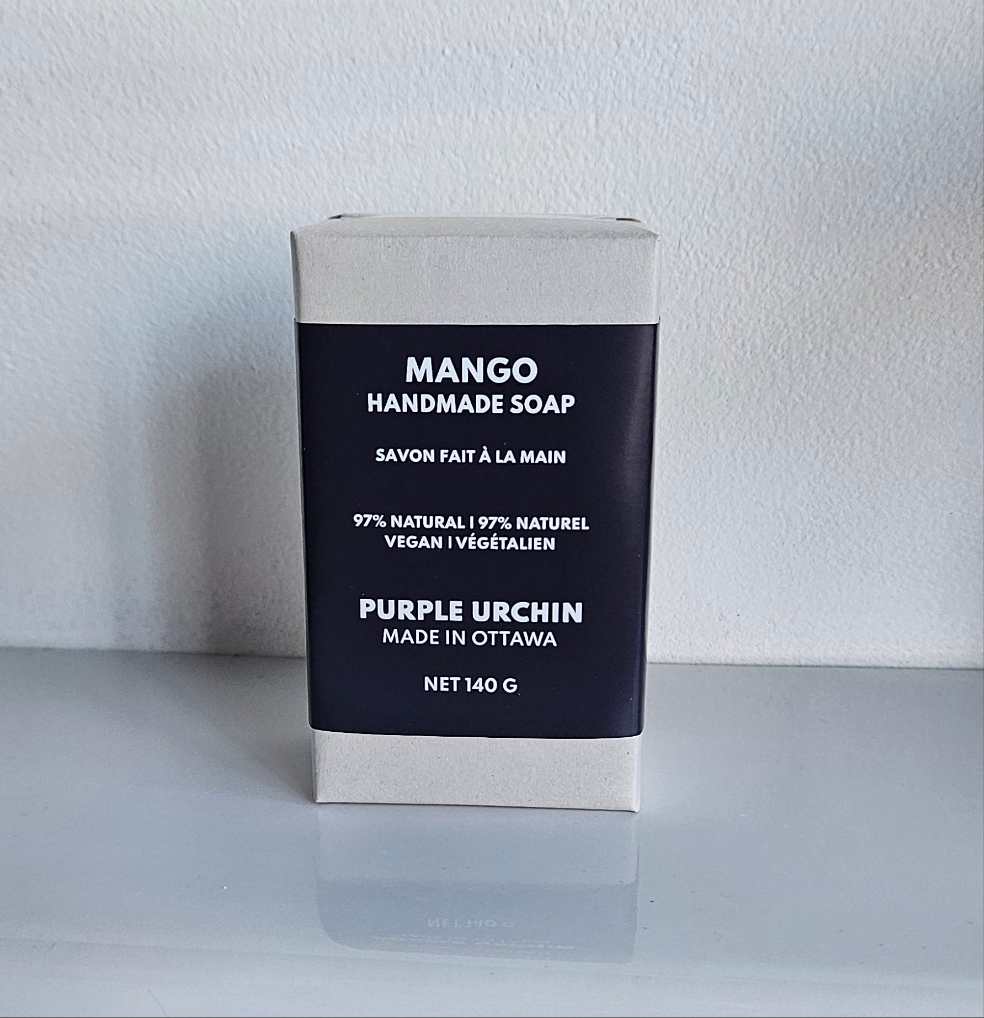 MANGO
HANDMADE SOAP
SAVON FAIT À LA MAIN
97% NATURAL | 97% NATUREL
VEGAN | VÉGÉTALIEN
PURPLE URCHIN
MADE IN OTTAWA
NET 140 G